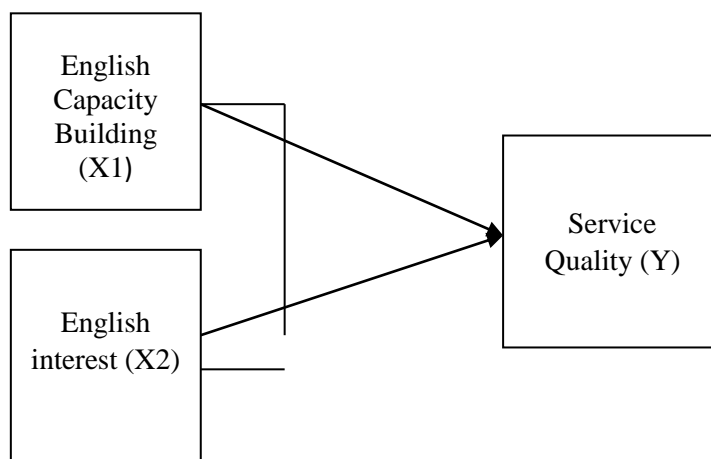 English
Capacity
Building
(X1)
English
interest (X2)
Service
Quality (Y)